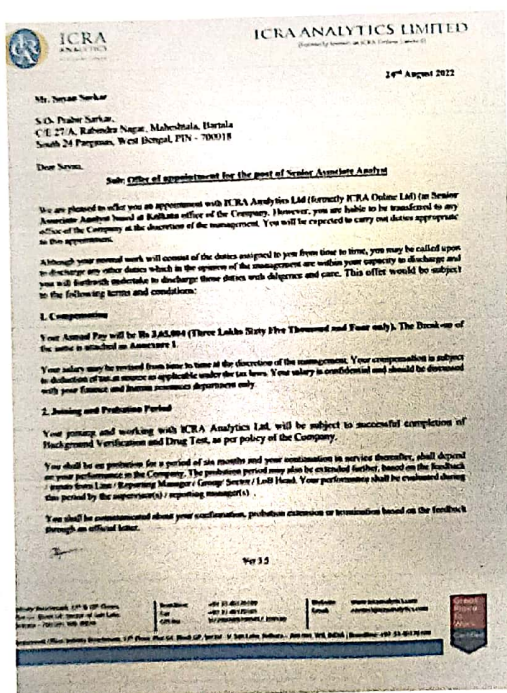 ICRA
ANALYTICS
ICRA ANALYTICS LIMITED
24th August 2022
Mr. Sayan Sarkar
S/O- Prabir Sarkar,
C/E 27/A, Rabindra Nagar, Maheshtala, Bartala
South 24 Parganas, West Bengal, PIN - 700018
Dear Sayan,
Sub: Offer of appointment for the post of Senior Associate Analyst
We are pleased to offer you an appointment with ICRA Analytics Ltd (formerly ICRA Online Ltd) (as Senior
Associate Analyst based at Kolkata office of the Company. However, you are liable to be transferred to any
office of the Company at the discretion of the management. You will be expected to carry out duties appropriate
to this appointment.
Although your normal work will consist of the duties assigned to you from time to time, you may be called upon
to discharge any other duties which in the opinion of the management are within your capacity to discharge and
you will forthwith undertake to discharge those duties with diligence and care. This offer would be subject
to the following terms and conditions:
1. Compensation
Your Annual Pay will be Rs 3,65,004 (Three Lakhs Sixty Five Thousand and Four only). The Break-up of
the same is attached as Annexure 1.
Your salary may be revised from time to time at the discretion of the management. Your compensation is subject
to deduction of tax at source as applicable under the tax laws. Your salary is confidential and should be discussed
with your finance and human resources department only.
2. Joining and Probation Period
Your joining and working with ICRA Analytics Ltd, will be subject to successful completion of
Background Verification and Drug Test, as per policy of the Company.
You shall be on probation for a period of six months and your continuation in service thereafter, shall depend
on your performance in the Company. The probation period may also be extended further, based on the feedback
/ inputs from Line / Reporting Manager / Group/ Sector / LoB Head. Your performance shall be evaluated during
this period by the supervisor(s) / reporting manager(s) .
You shall be communicated about your confirmation, probation extension or termination based on the feedback
through an official letter.
Ver 3.5
Website www.icraanalytics.com
Email
Great
Place
To
Work
Certified